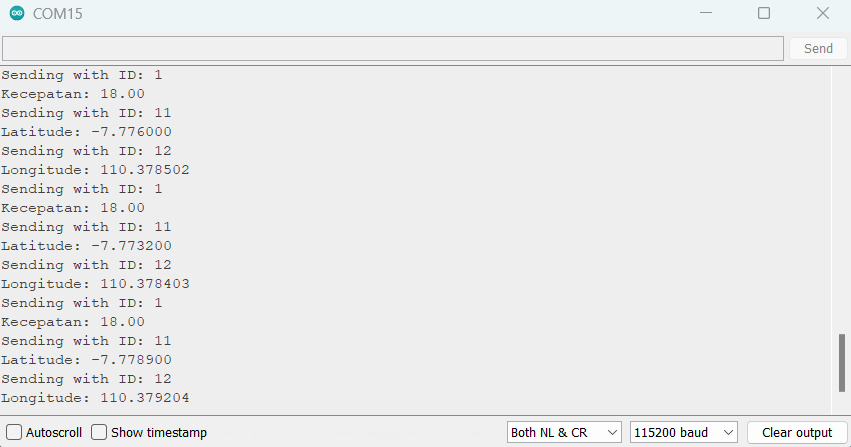 COM15
Send
Sending with ID: 1
Kecepatan: 18.00
Sending with ID: 11
Latitude: -7.776000
Sending with ID: 12
Longitude: 110.378502
Sending with ID: 1
Kecepatan: 18.00
Sending with ID: 11
Latitude: -7.773200
Sending with ID: 12
Longitude: 110.378403
Sending with ID: 1
Kecepatan: 18.00
Sending with ID: 11
Latitude: -7.778900
Sending with ID: 12
Longitude: 110.379204
Autoscroll Show timestamp Both NL & CR 115200 baud Clear output